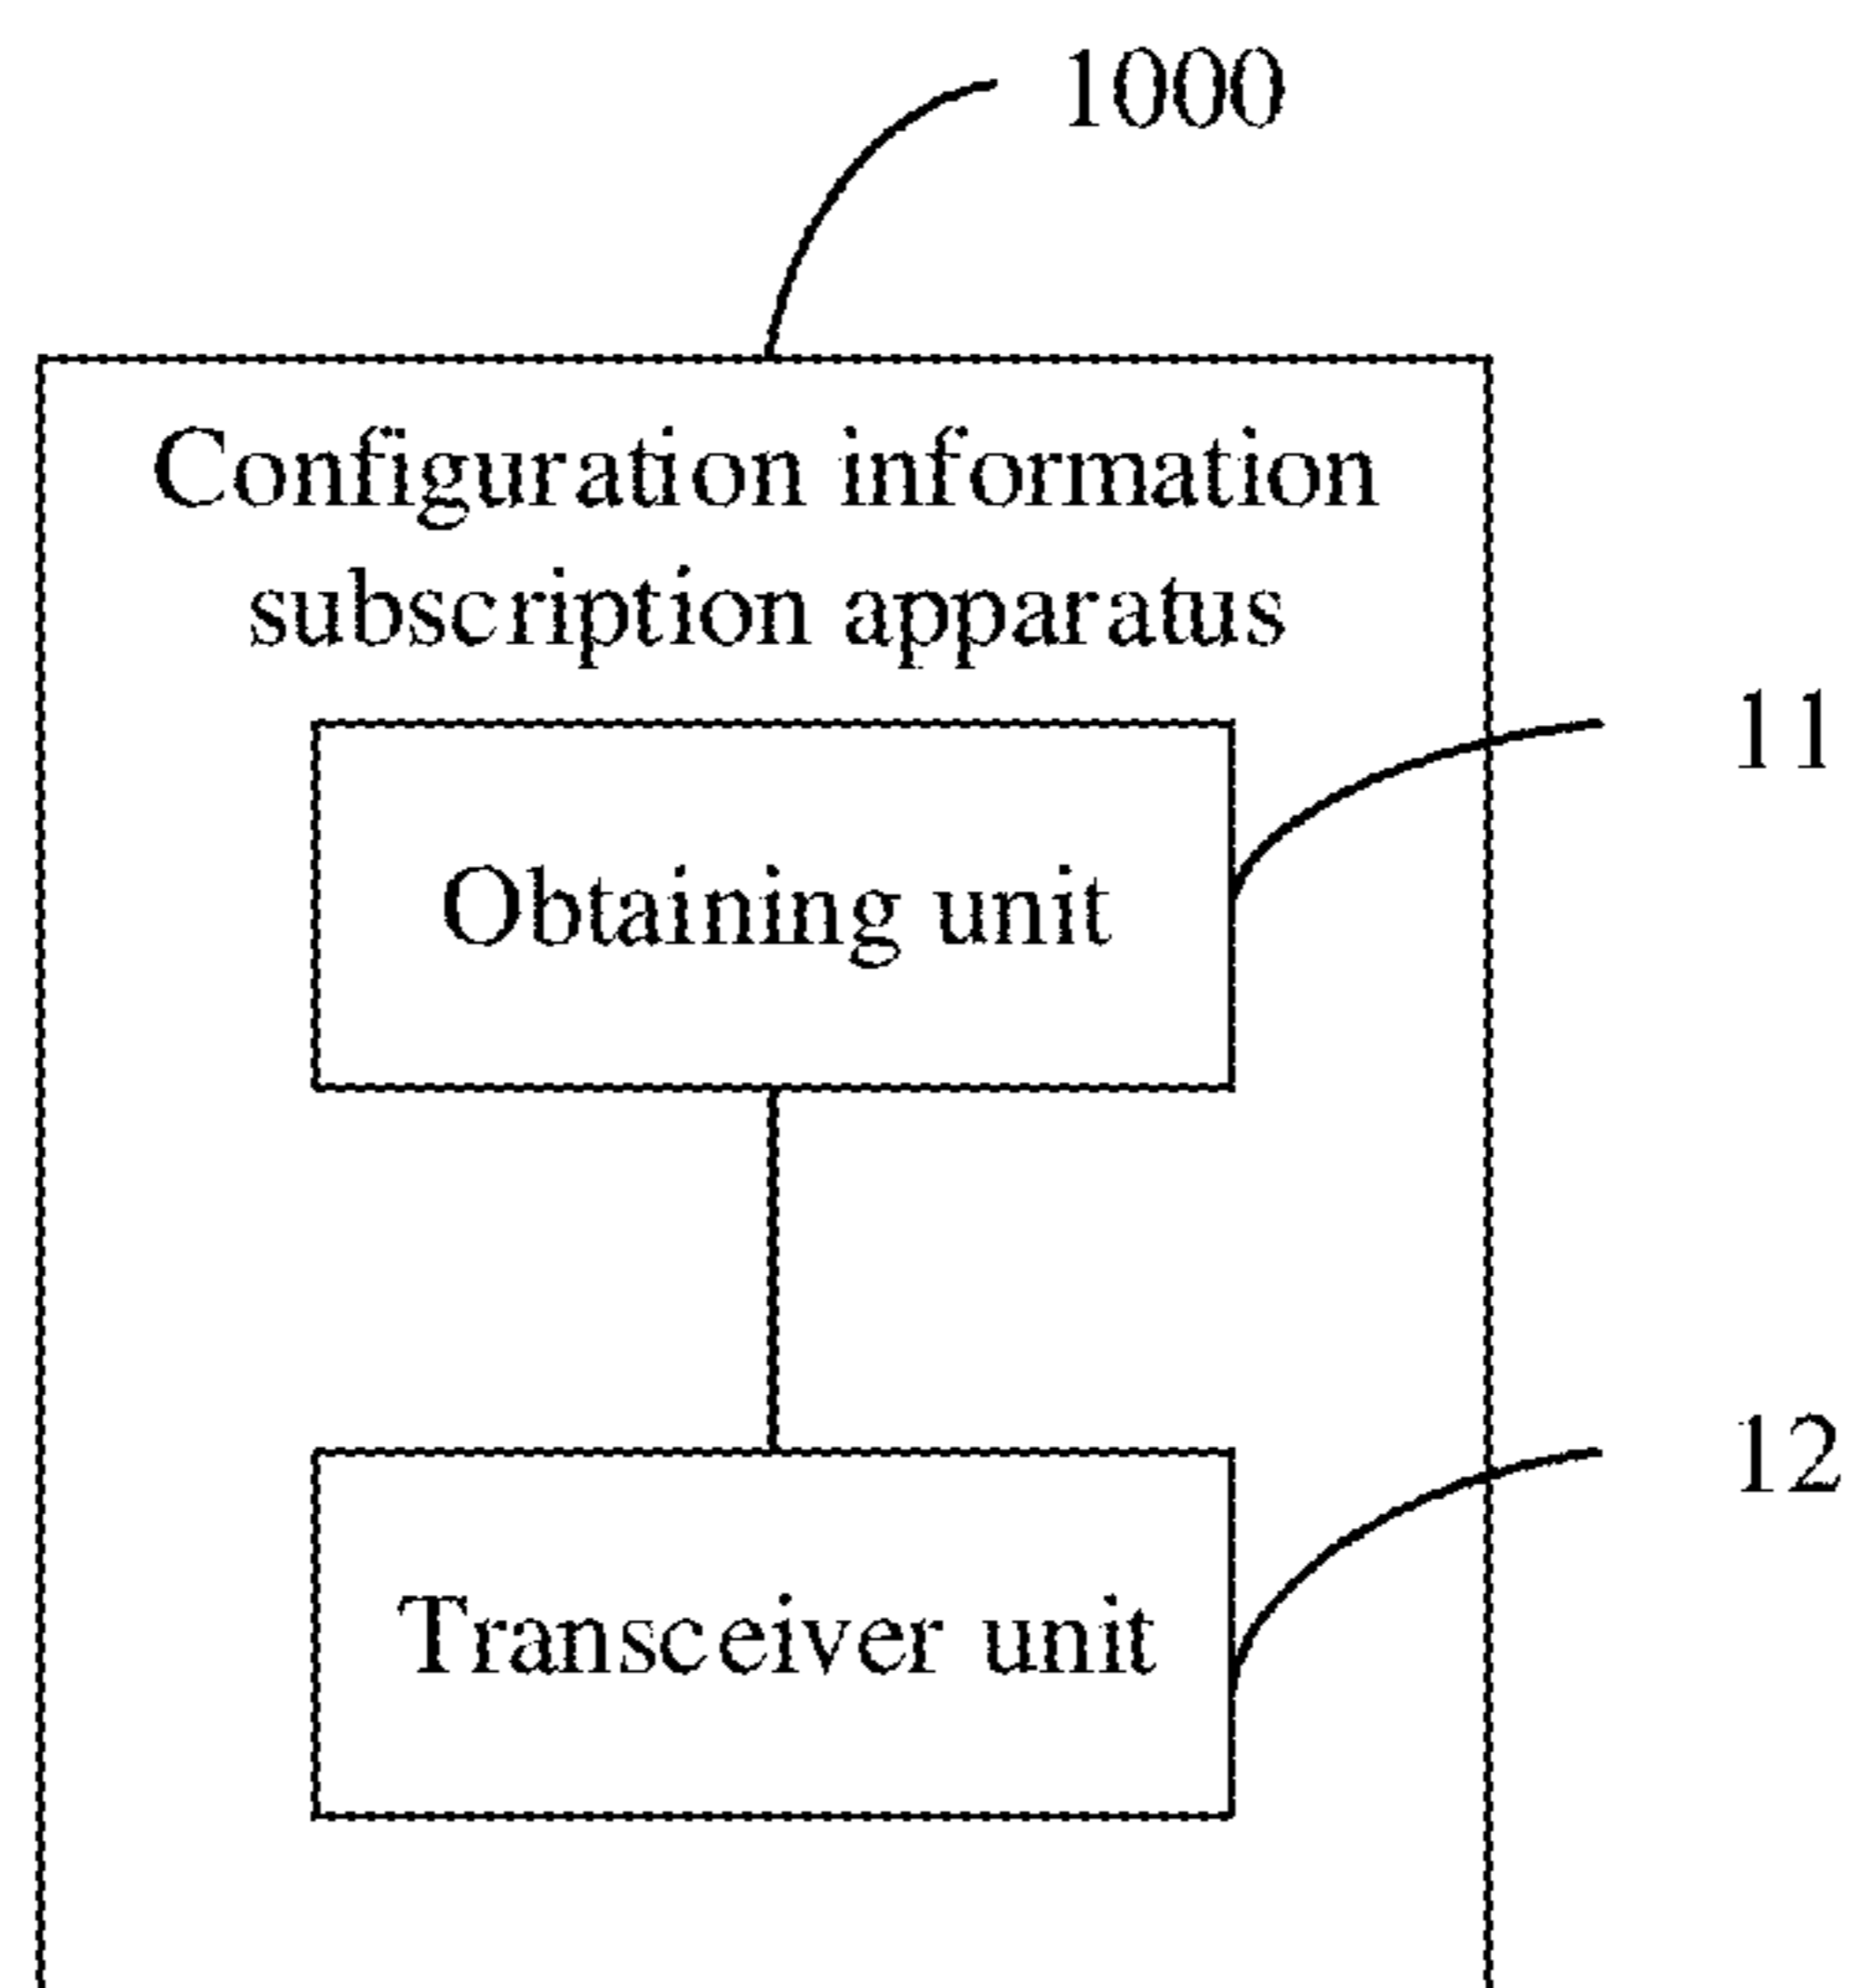 1000
Configuration information
subscription apparatus
11
Obtaining unit
12
Transceiver unit